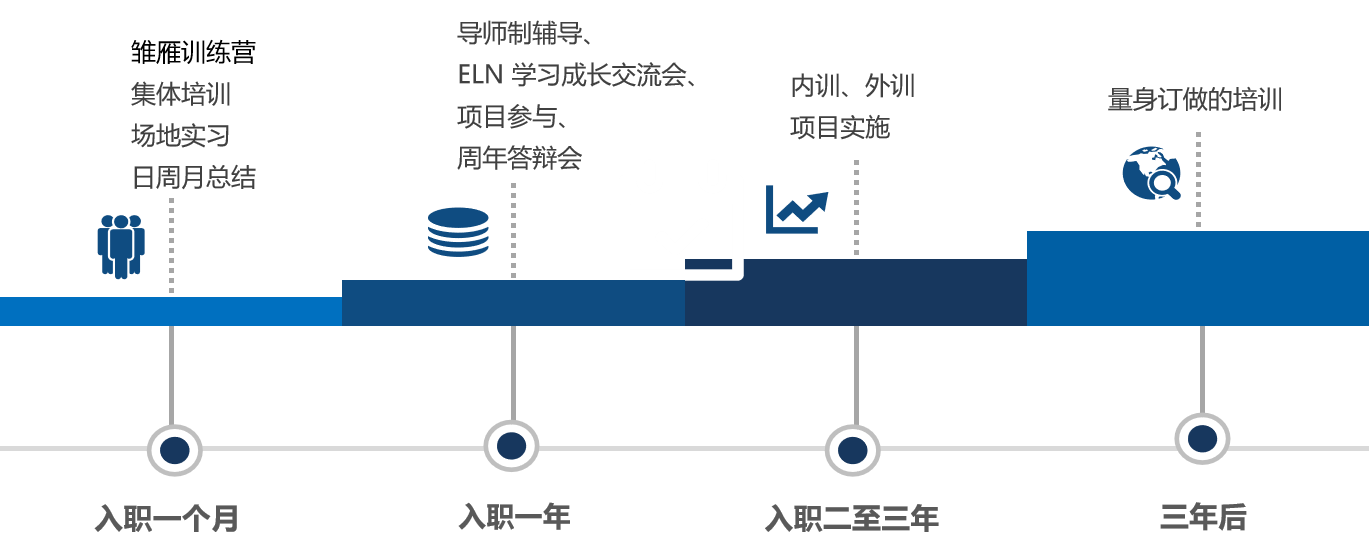 雏雁训练营
集体培训
场地实习
日周月总结
导师制辅导、
ELN 学习成长交流会、
项目参与、
周年答辩会
内训、外训
项目实施
量身订做的培训
入职一个月
入职一年
入职二至三年
三年后